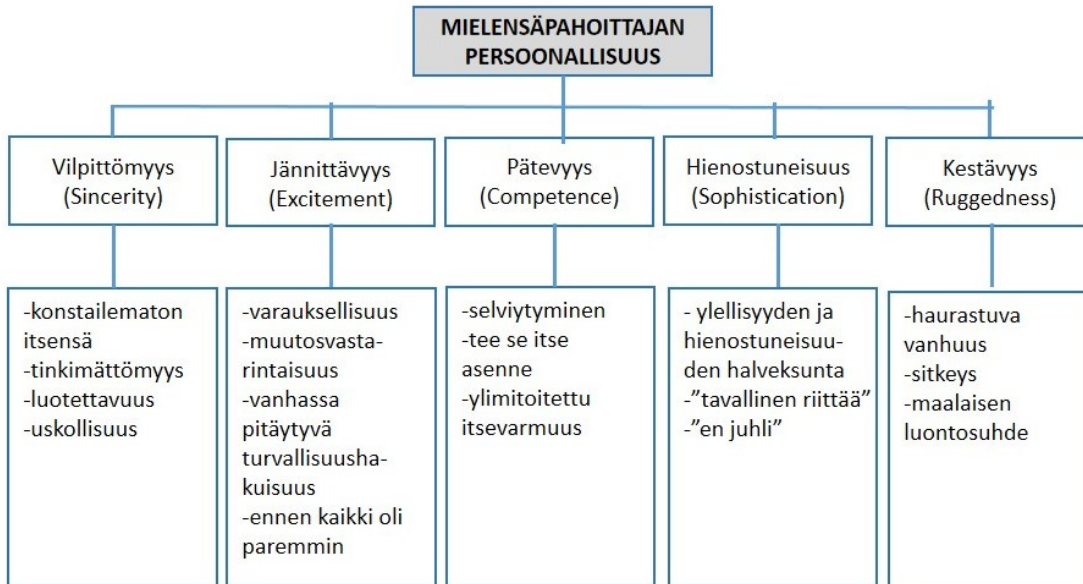 MIELENSÄPAHOITTAJAN
PERSOONALLISUUS
Vilpittömyys
(Sincerity)
Jännittävyys
(Excitement)
Pätevyys
(Competence)
Hienostuneisuus
(Sophistication)
Kestävyys
(Ruggedness)
-konstailematon
itsensä
-tinkimättömyys
-luotettavuus
-uskollisuus
-varauksellisuus
-muutosvasta-
rintaisuus
-vanhassa
pitäytyvä
turvallisuusha-
kuisuus
-ennen kaikki oli
paremmin
-selviytyminen
-tee se itse
asenne
-ylimitoitettu
itsevarmuus
- ylellisyyden ja
hienostuneisuu-
den halveksunta
-”tavallinen riittää”
-”en juhli”
-haurastuva
vanhuus
-sitkeys
-maalaisen
luontosuhde